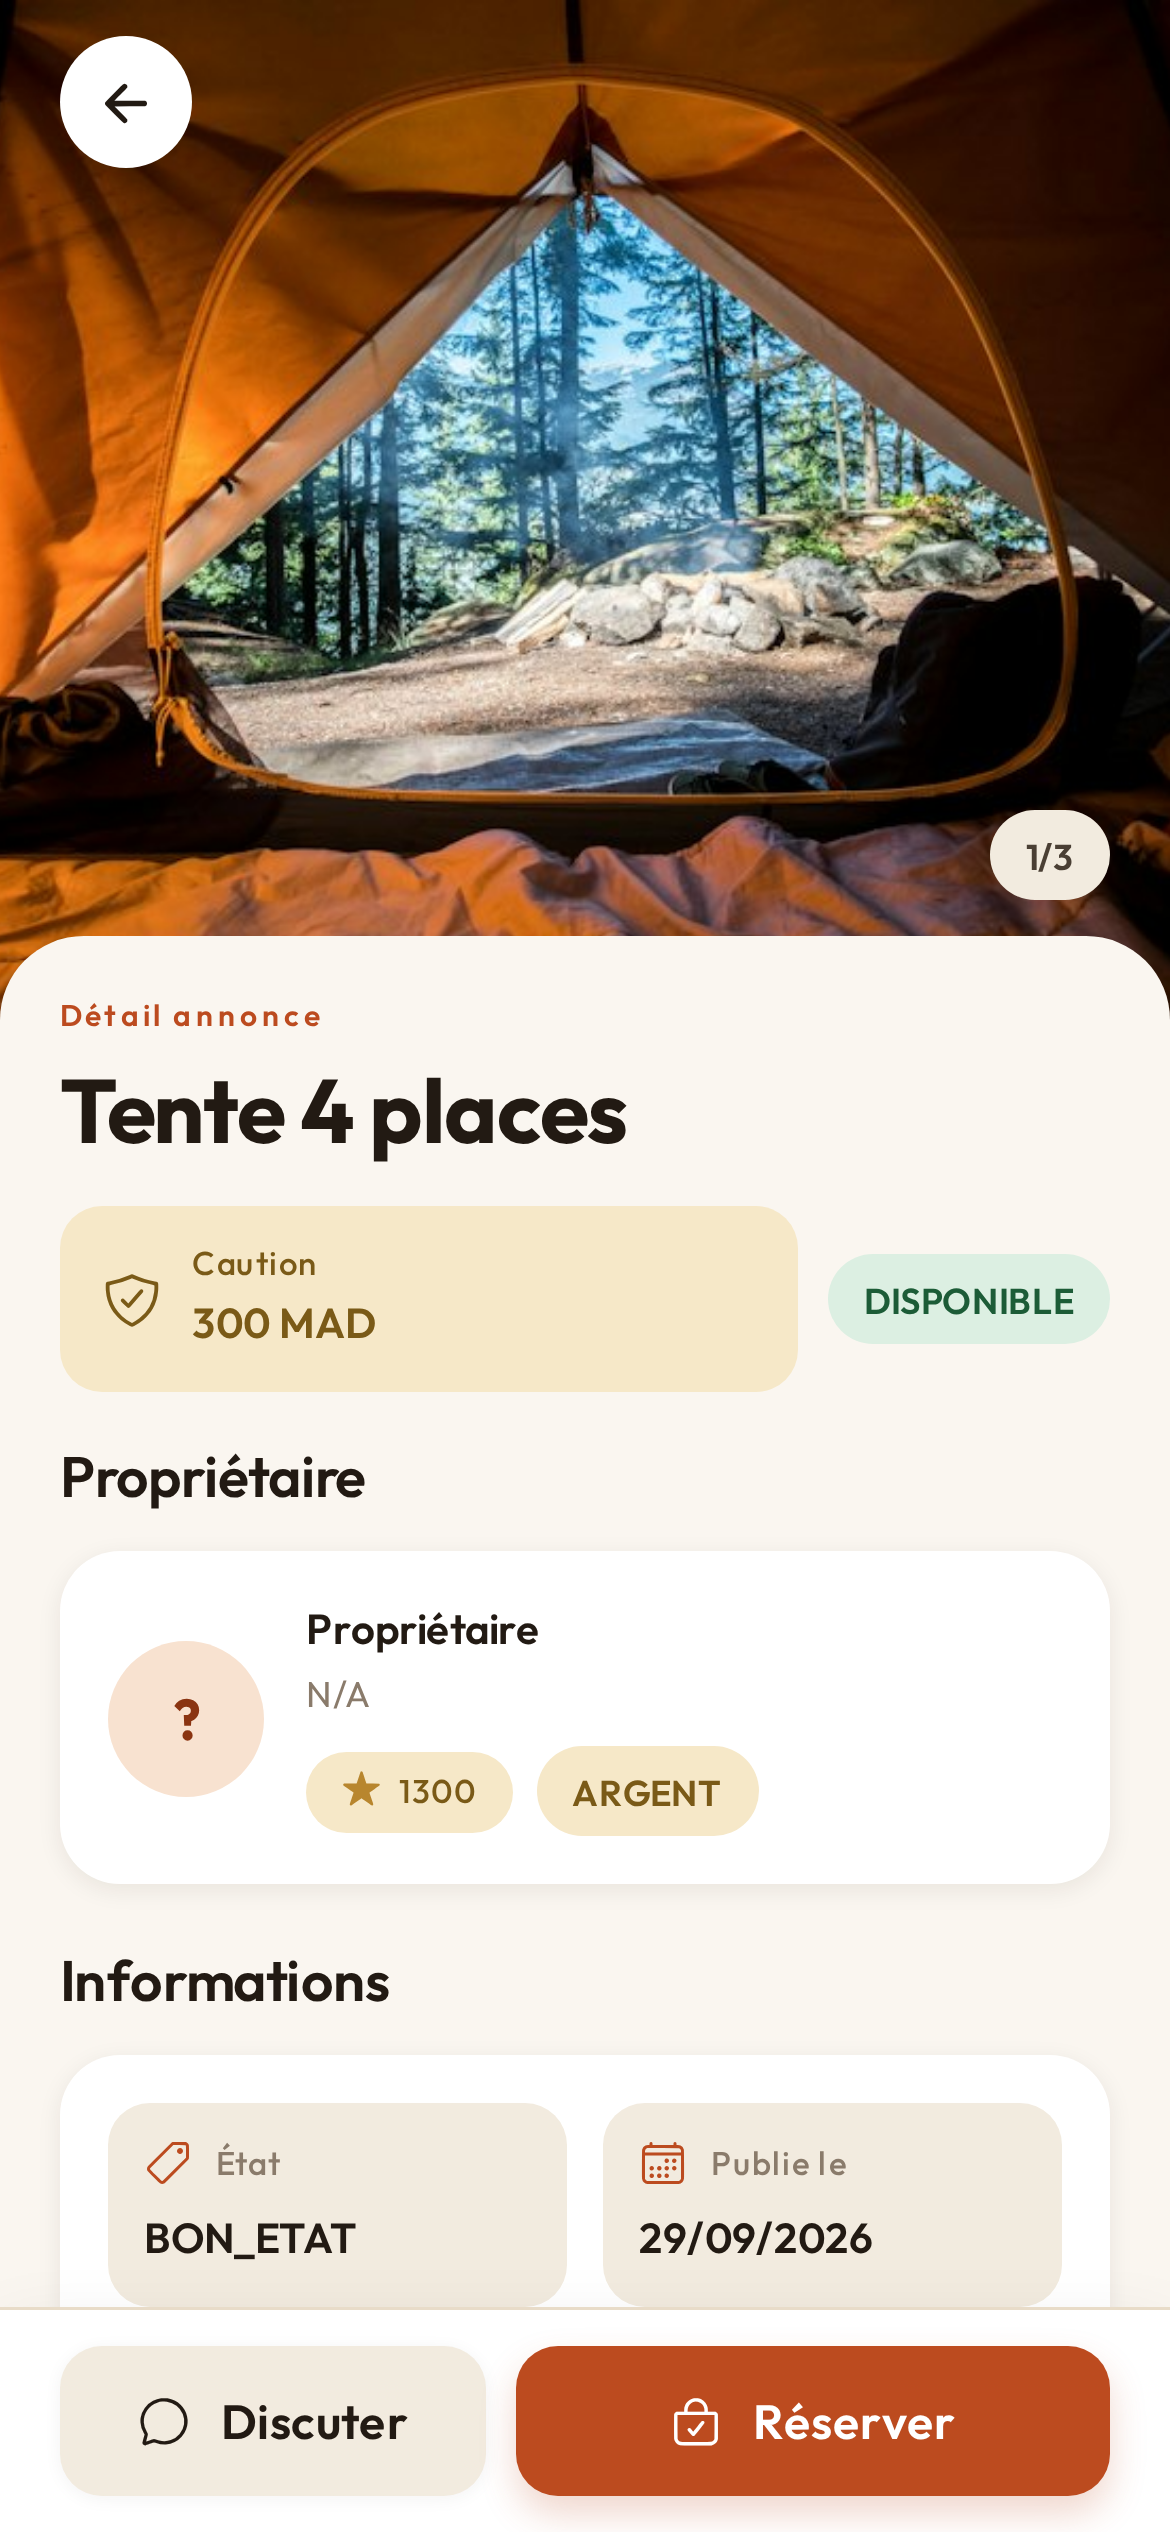 1/3
Détail annonce
Tente 4 places
Caution
300 MAD
DISPONIBLE
Propriétaire
Propriétaire
?
N/A
1300
ARGENT
Informations
État
Publie le
BON_ETAT
29/09/2026
Discuter
Réserver